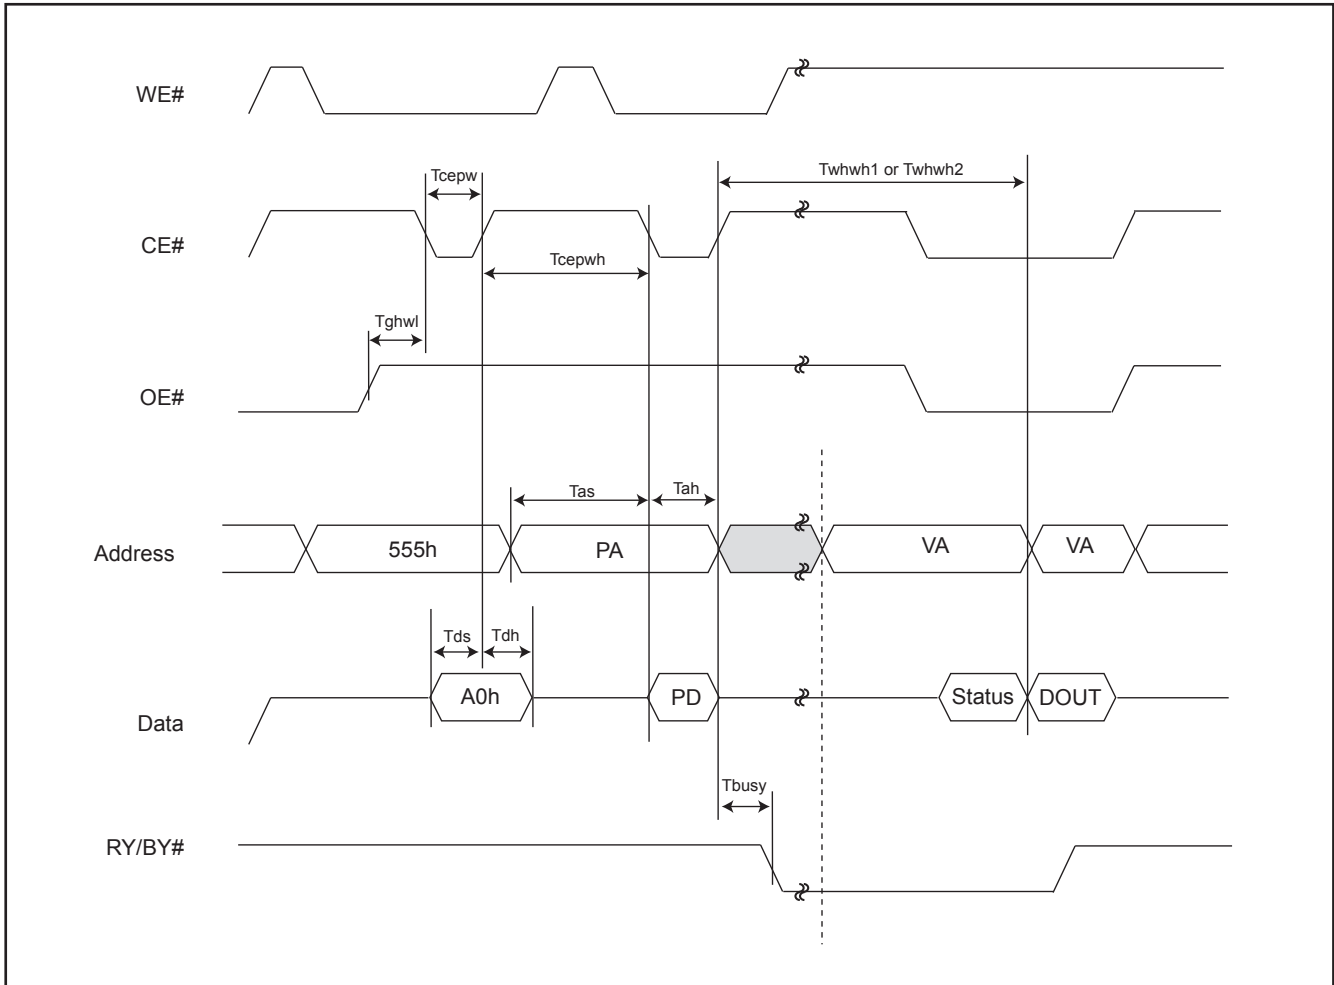 WE#
Twhwh1 or Twhwh2
Tcepw
CE#
Tcepwh
Tghwl
OE#
Tas
Tah
Address
555h
PA
VA
VA
Tds
Tdh
Data
A0h
PD
Status
DOUT
Tbusy
RY/BY#